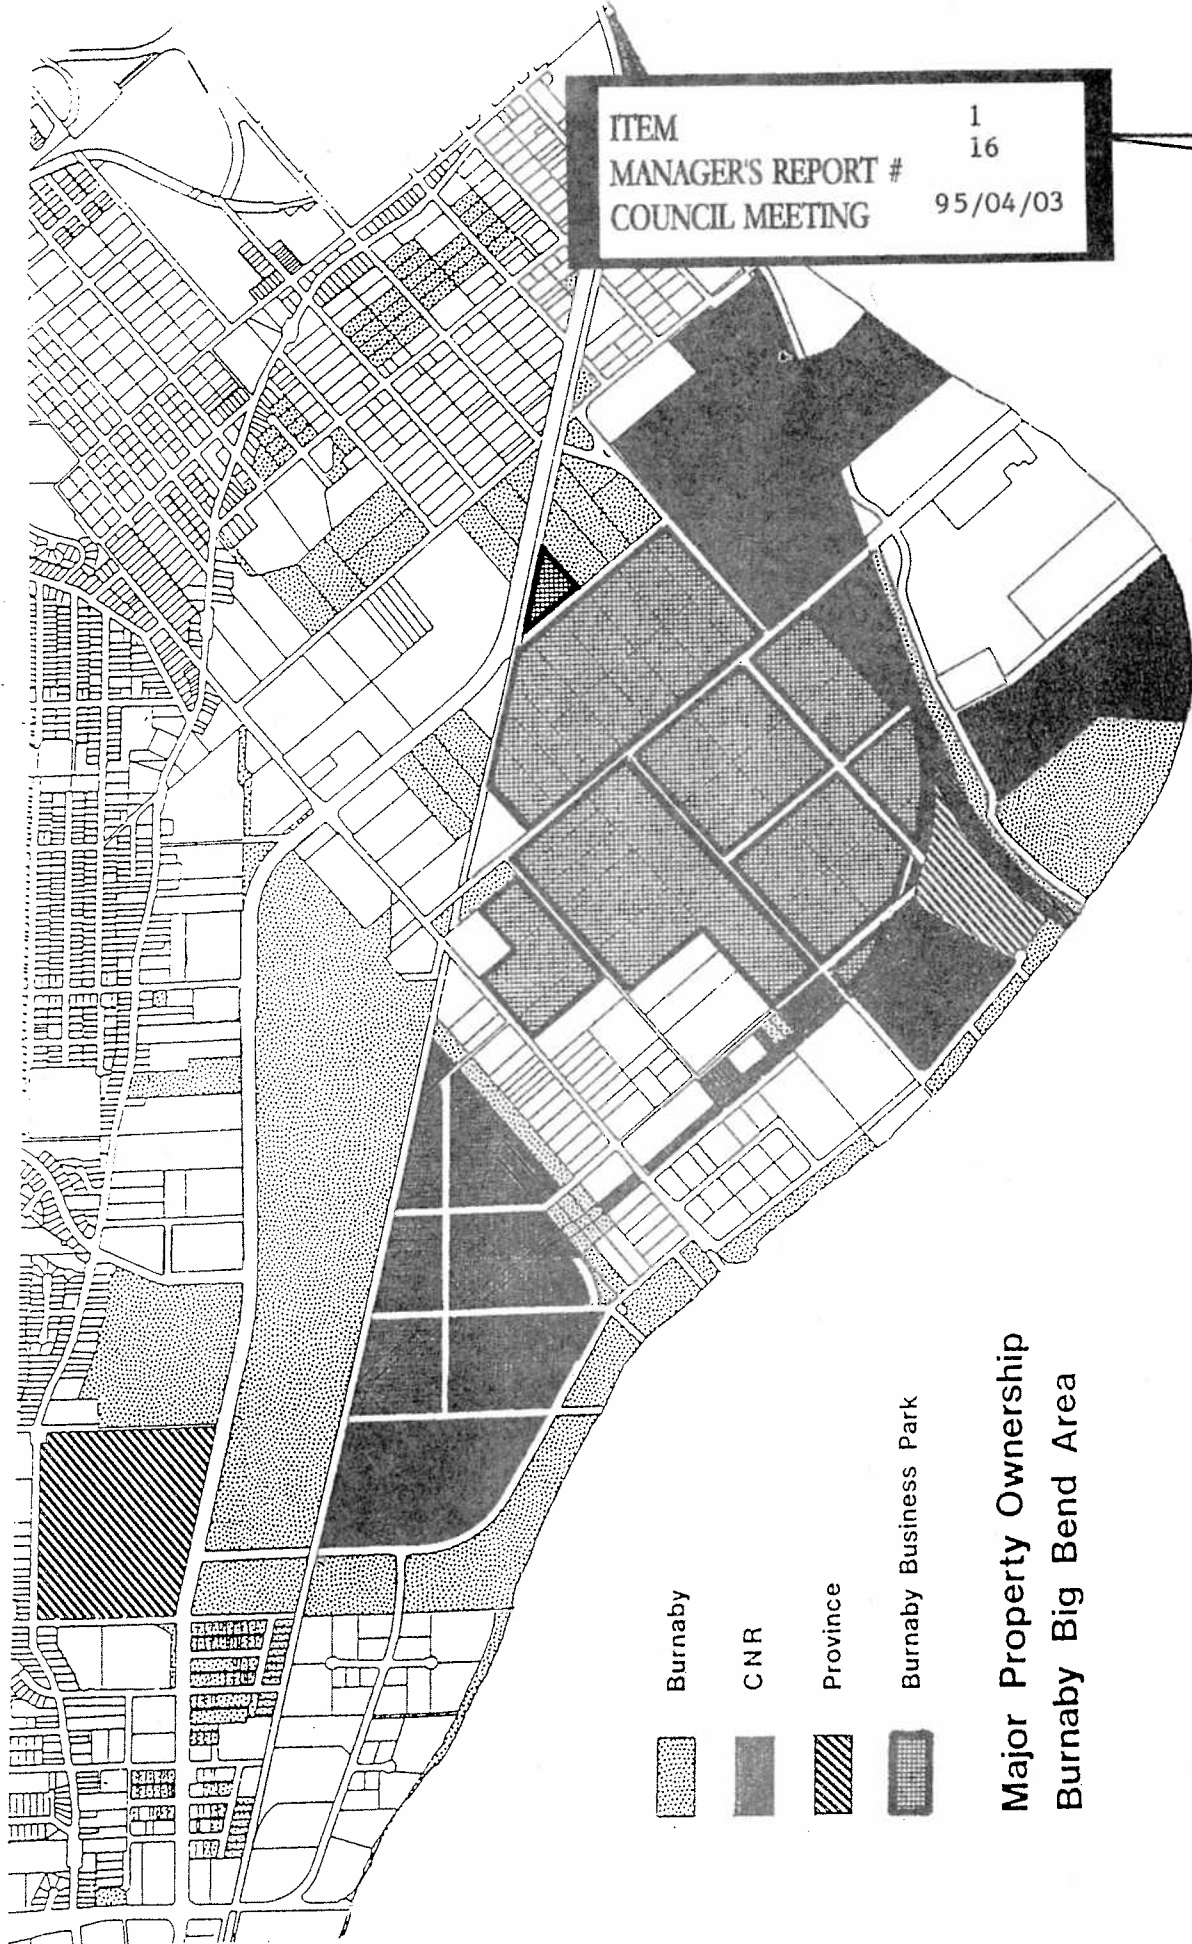 ITEM 1
MANAGER'S REPORT # 16
COUNCIL MEETING 95/04/03
Burnaby
CNR
Province
Burnaby Business Park
Major Property Ownership
Burnaby Big Bend Area